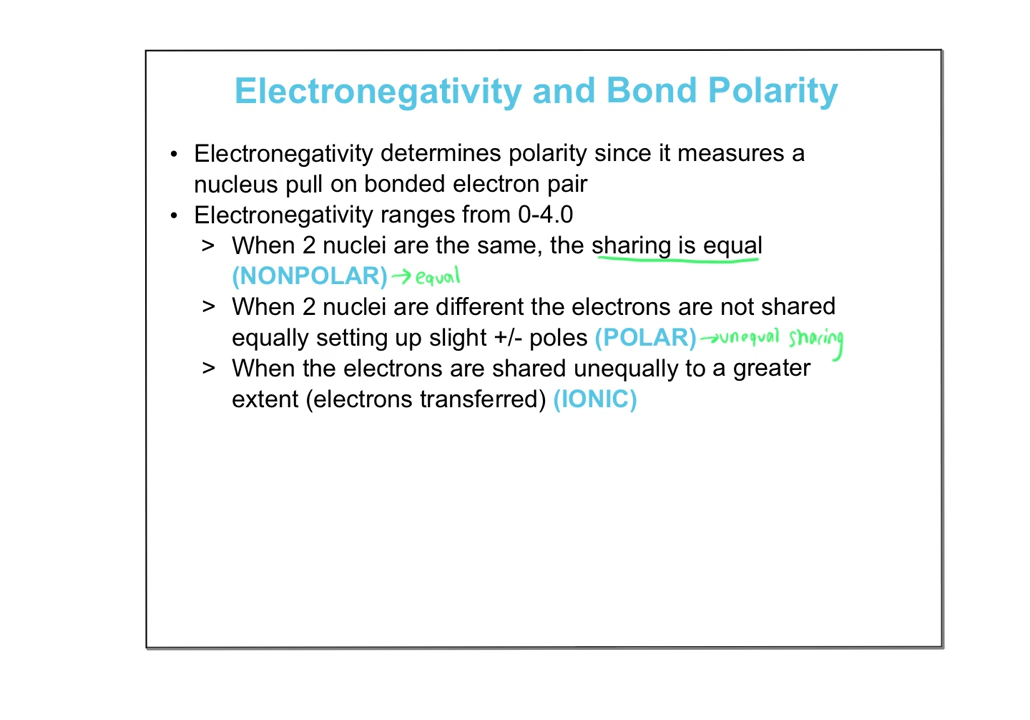 Electronegativity and Bond Polarity
• Electronegativity determines polarity since it measures a
nucleus pull on bonded electron pair
• Electronegativity ranges from 0-4.0
> When 2 nuclei are the same, the sharing is equal
(NONPOLAR) → equal
> When 2 nuclei are different the electrons are not shared
equally setting up slight +/- poles (POLAR) → unequal sharing
> When the electrons are shared unequally to a greater
extent (electrons transferred) (IONIC)